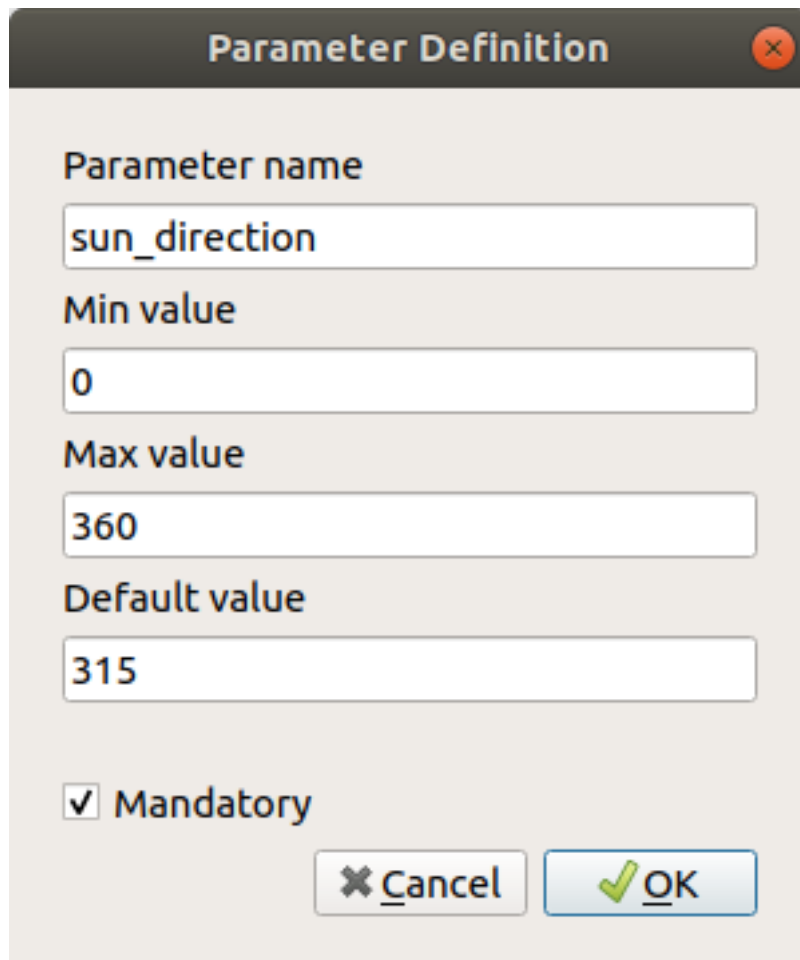 Parameter Definition
Parameter name
sun_direction
Min value
0
Max value
360
Default value
315
Mandatory
Cancel OK